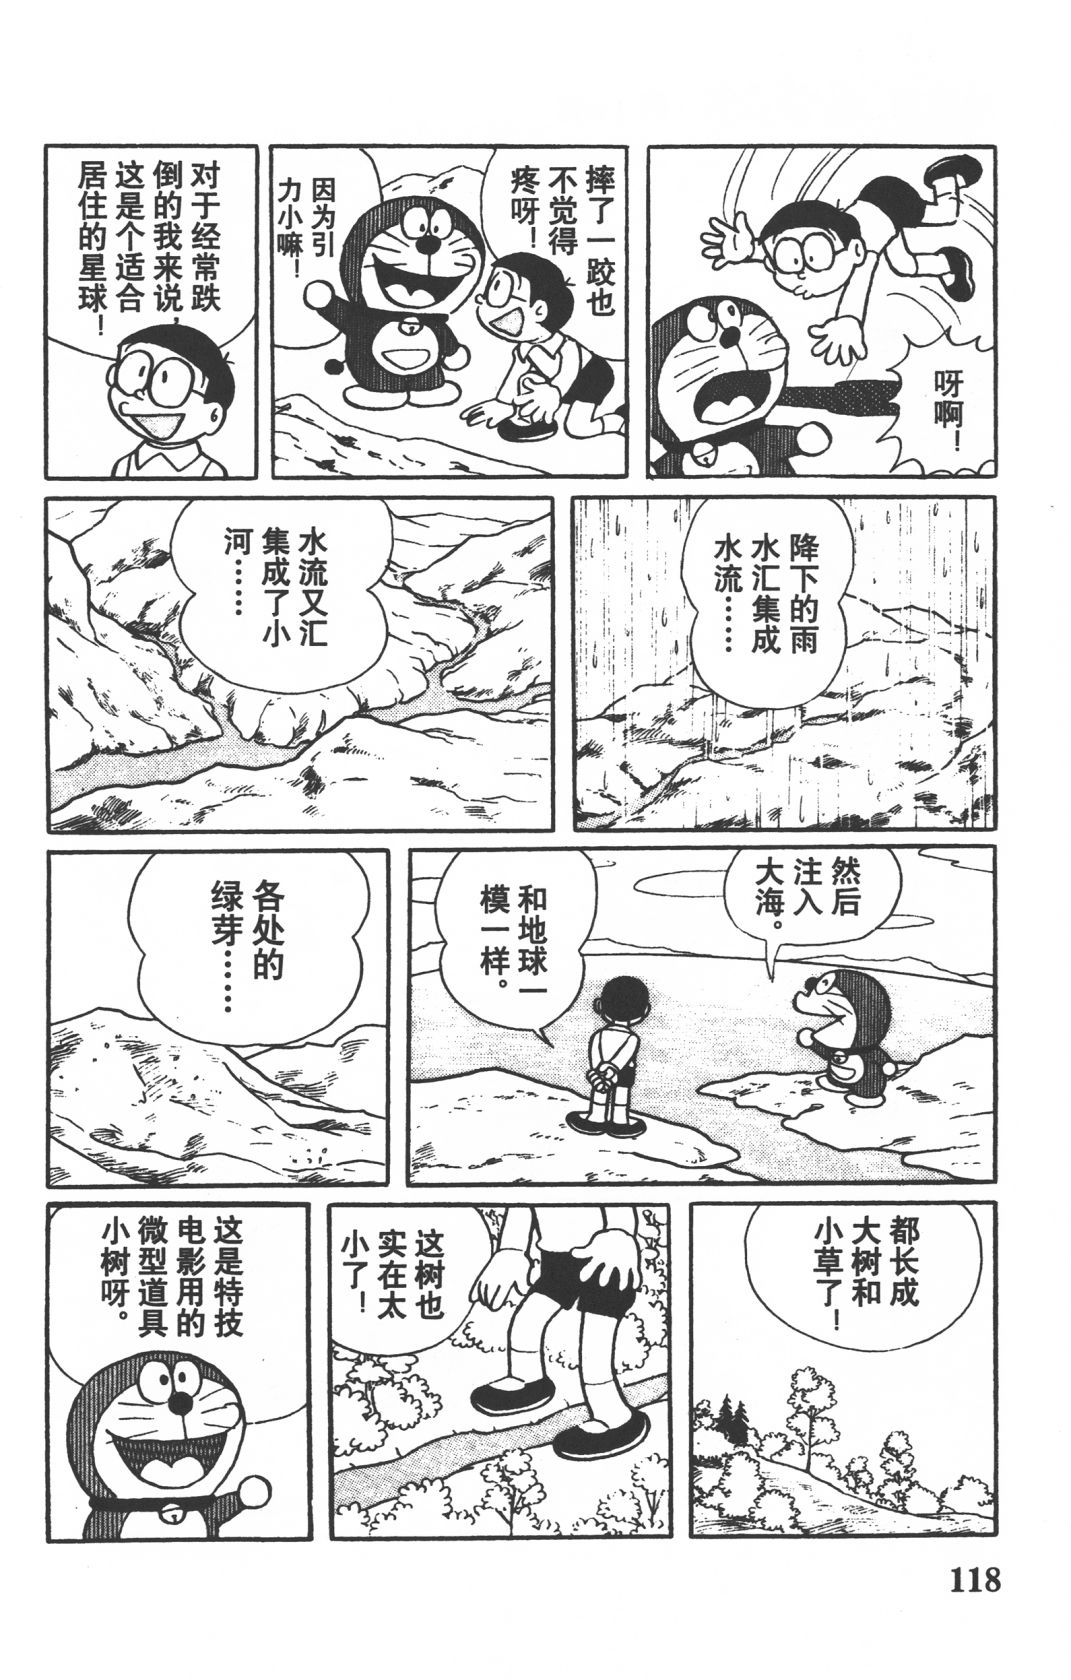 呀啊！
摔了一跤也
不觉得
疼呀！
因为引
力小嘛！
对于经常跌
倒的我来说，
这是个适合
居住的星球！
降下的雨
水汇集成
水流……
水流又汇
集成了小
河……
然后
注入
大海。
和地球一
模一样。
各处的
绿芽……
都长成
大树和
小草了！
这树也
实在太
小了！
这是特技
电影用的
微型道具
小树呀。
118